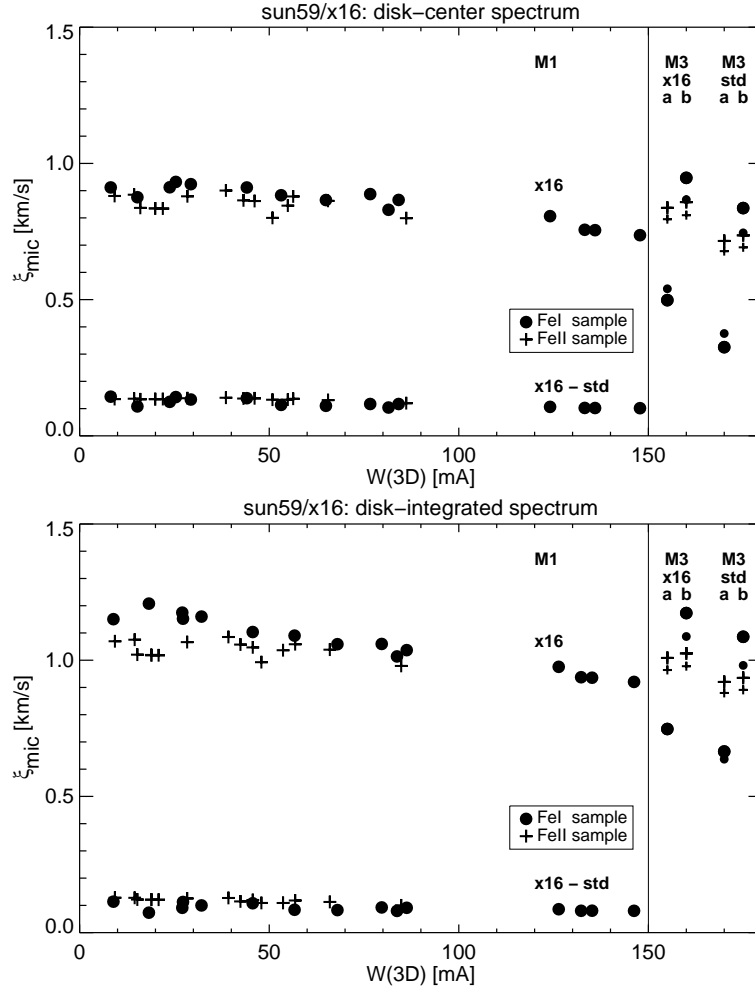 sun59/x16: disk−center spectrum
1.5
1.0
0.5
0.0
ξmic [km/s]
M1
M3 M3
x16 std
a b a b
x16
FeI sample
FeII sample
x16 − std
0 50 100 150
W(3D) [mA]
sun59/x16: disk−integrated spectrum
1.5
1.0
0.5
0.0
ξmic [km/s]
M1
M3 M3
x16 std
a b a b
x16
FeI sample
FeII sample
x16 − std
0 50 100 150
W(3D) [mA]